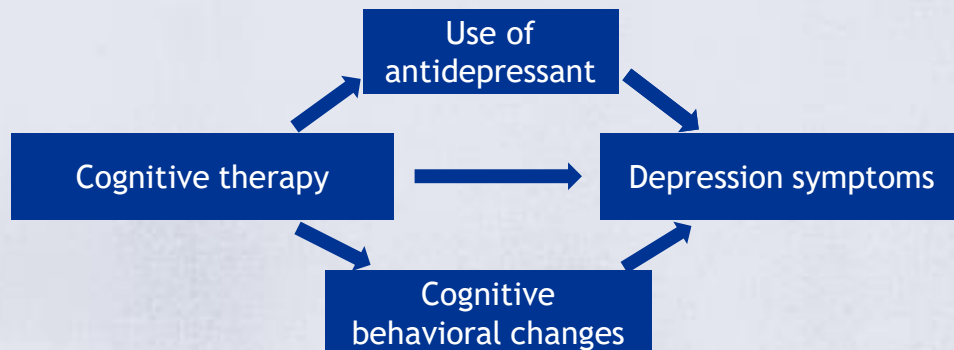 Use of
antidepressant
Cognitive therapy
Depression symptoms
Cognitive
behavioral changes